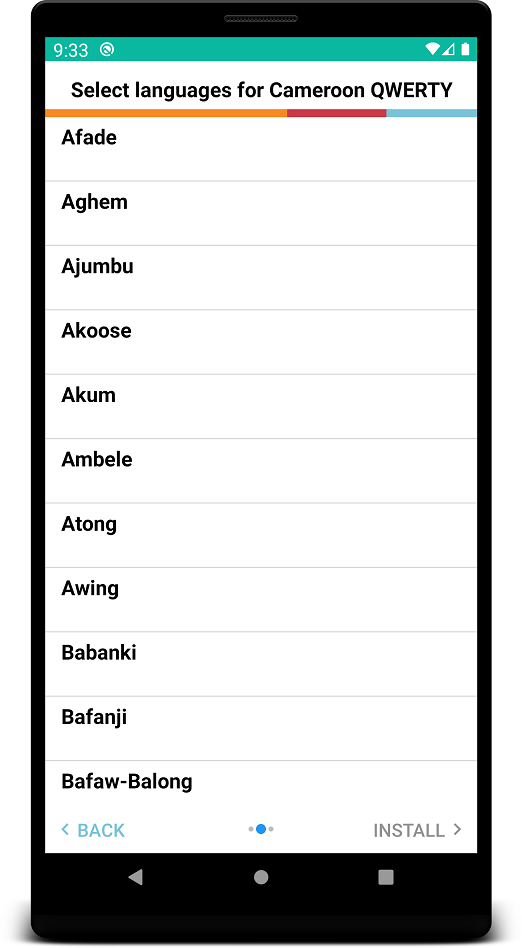 9:33
Select languages for Cameroon QWERTY
Afade
Aghem
Ajumbu
Akoose
Akum
Ambele
Atong
Awing
Babanki
Bafanji
Bafaw-Balong
BACK
INSTALL